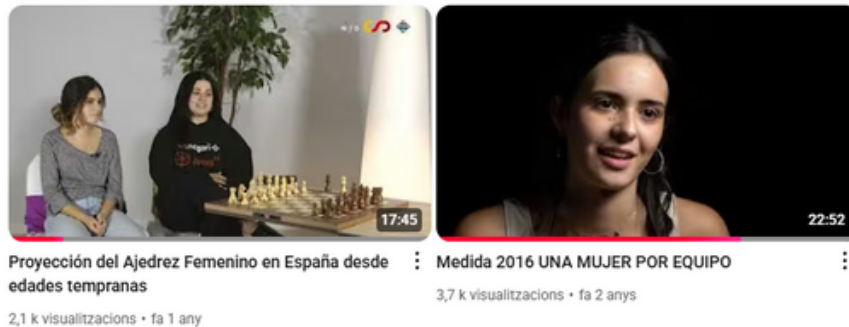 17:45
Proyección del Ajedrez Femenino en España desde
edades tempranas
2,1 k visualitzacions • fa 1 any
22:52
Medida 2016 UNA MUJER POR EQUIPO
3,7 k visualitzacions • fa 2 anys